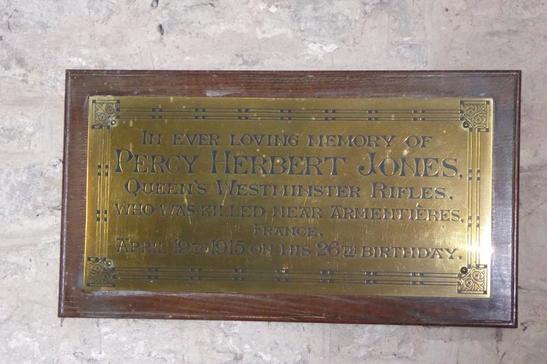 IN EVER LOVING MEMORY OF
PERCY HERBERT JONES,
QUEEN'S WESTMINSTER RIFLES,
WHO WAS KILLED NEAR ARMENTIÈRES,
FRANCE,
APRIL 1915 ON HIS 26TH BIRTHDAY.